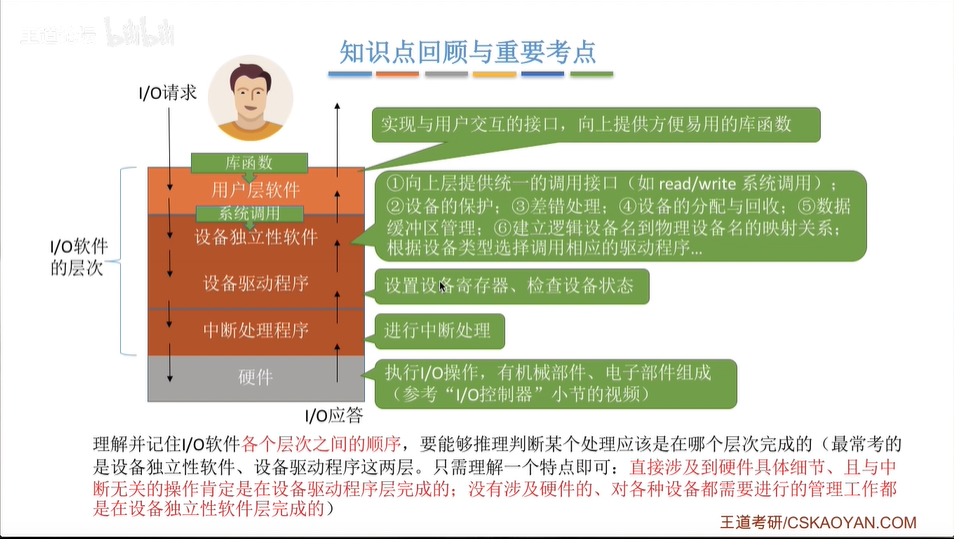 知识点回顾与重要考点
I/O请求
实现与用户交互的接口，向上提供方便易用的库函数
库函数
用户层软件
①向上层提供统一的调用接口（如 read/write 系统调用）；
②设备的保护；③差错处理；④设备的分配与回收；⑤数据
缓冲区管理；⑥建立逻辑设备名到物理设备名的映射关系；
根据设备类型选择调用相应的驱动程序...
系统调用
设备独立性软件
I/O软件
的层次
设备驱动程序
设置设备寄存器、检查设备状态
中断处理程序
进行中断处理
硬件
执行I/O操作，有机械部件、电子部件组成
（参考“I/O控制器”小节的视频）
I/O应答
理解并记住I/O软件各个层次之间的顺序，要能够推理判断某个处理应该是在哪个层次完成的（最常考的
是设备独立性软件、设备驱动程序这两层。只需理解一个特点即可：直接涉及到硬件具体细节、且与中
断无关的操作肯定是在设备驱动程序层完成的；没有涉及硬件的、对各种设备都需要进行的管理工作都
是在设备独立性软件层完成的）
王道考研/CSKAOYAN.COM